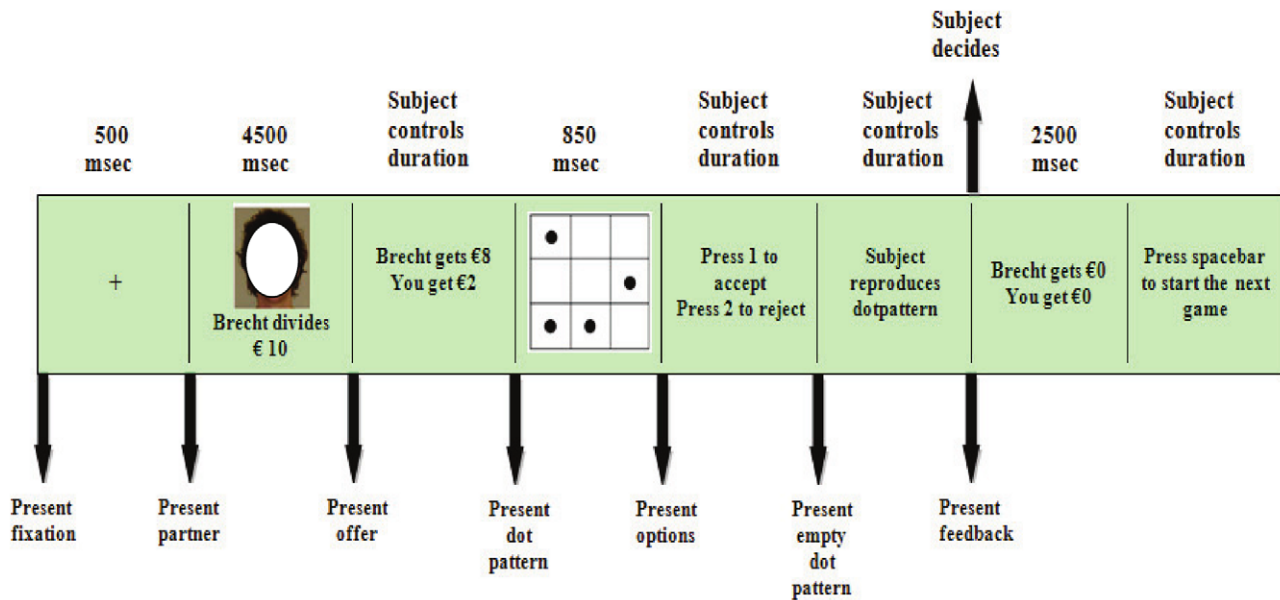 Subject
decides
500
msec
4500
msec
Subject
controls
duration
850
msec
Subject
controls
duration
Subject
controls
duration
2500
msec
Subject
controls
duration
+
Brecht divides
€ 10
Brecht gets €8
You get €2
Press 1 to
accept
Press 2 to reject
Subject
reproduces
dotpattern
Brecht gets €0
You get €0
Press spacebar
to start the next
game
Present
fixation
Present
partner
Present
offer
Present
dot
pattern
Present
options
Present
empty
dot
pattern
Present
feedback